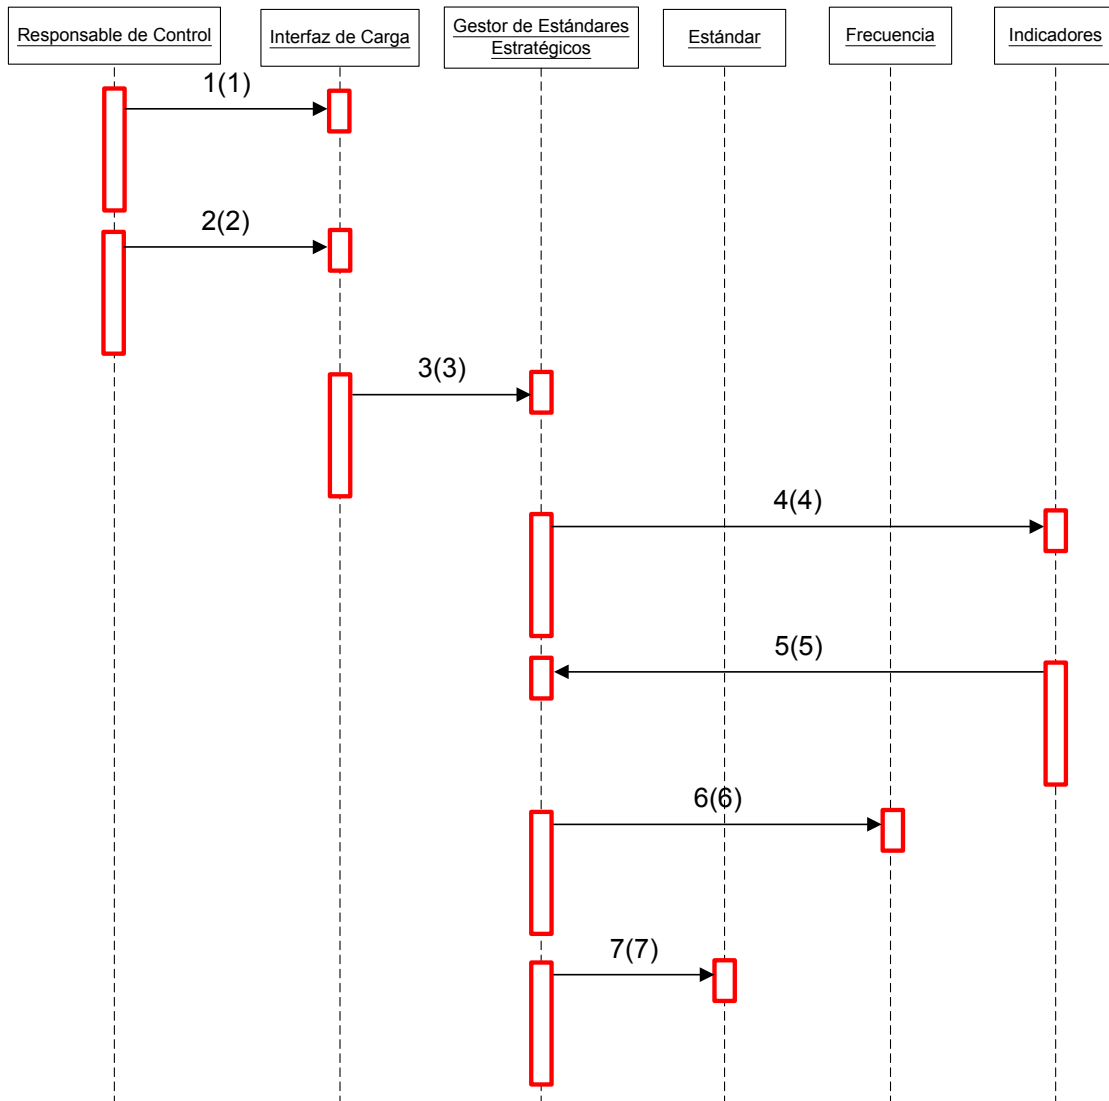 Responsable de Control
Interfaz de Carga
Gestor de Estándares
Estratégicos
Estándar
Frecuencia
Indicadores
1(1)
2(2)
3(3)
4(4)
5(5)
6(6)
7(7)